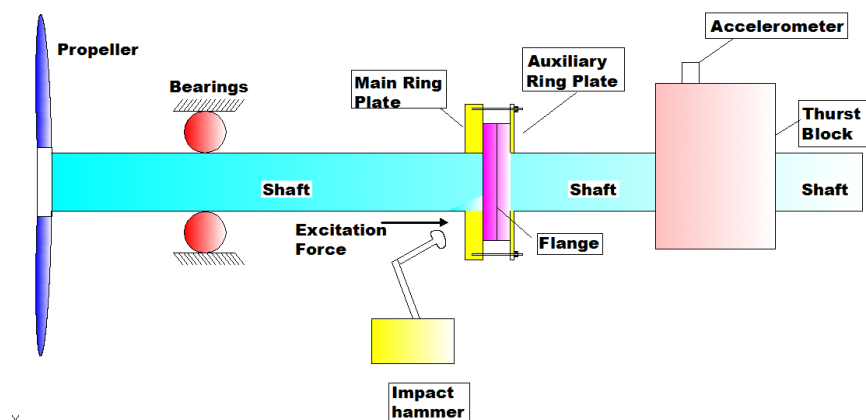 Propeller
Bearings
Main Ring
Plate
Auxiliary
Ring Plate
Accelerometer
Thurst
Block
Shaft
Shaft
Shaft
Excitation
Force
Flange
Impact
hammer